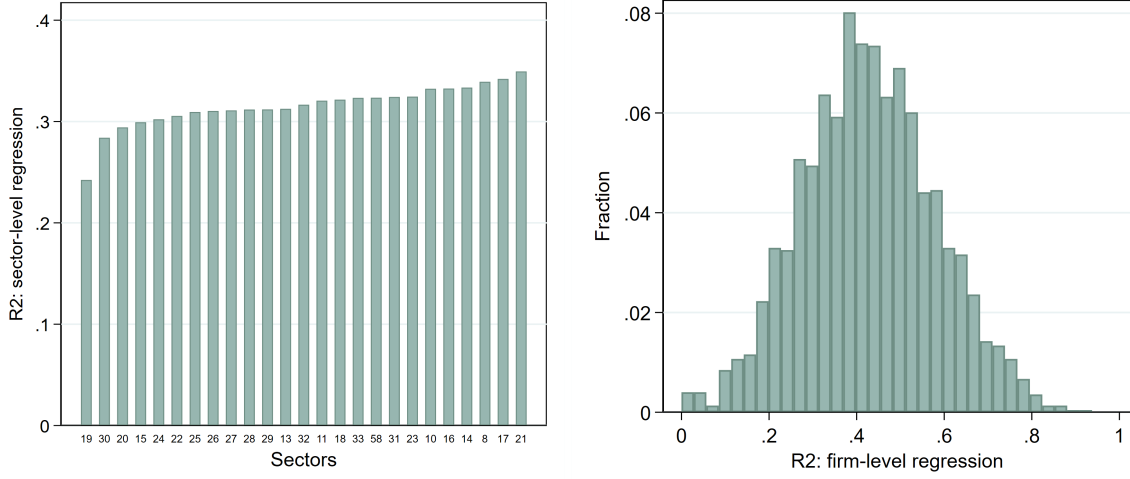 .4
.3
.2
.1
0
R2: sector-level regression
19 30 20 15 24 22 25 26 27 28 29 13 32 11 18 33 58 31 23 10 16 14 8 17 21
Sectors
.08
.06
.04
.02
0
Fraction
0 .2 .4 .6 .8 1
R2: firm-level regression